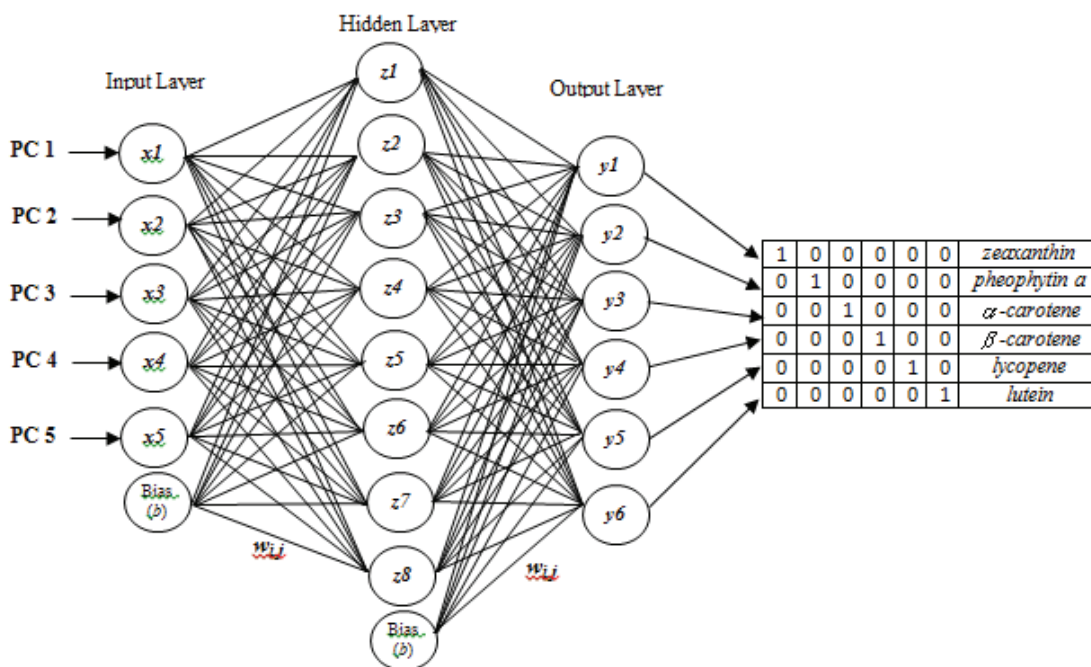 Hidden Layer
Input Layer
Output Layer
PC 1
PC 2
PC 3
PC 4
PC 5
x1
x2
x3
x4
x5
Bias
(b)
w i,j
z1
z2
z3
z4
z5
z6
z7
z8
Bias
(b)
w i,j
y1
y2
y3
y4
y5
y6
1 0 0 0 0 0 zeaxanthin
0 1 0 0 0 0 pheophytin a
0 0 1 0 0 0 α-carotene
0 0 0 1 0 0 β-carotene
0 0 0 0 1 0 lycopene
0 0 0 0 0 1 lutein